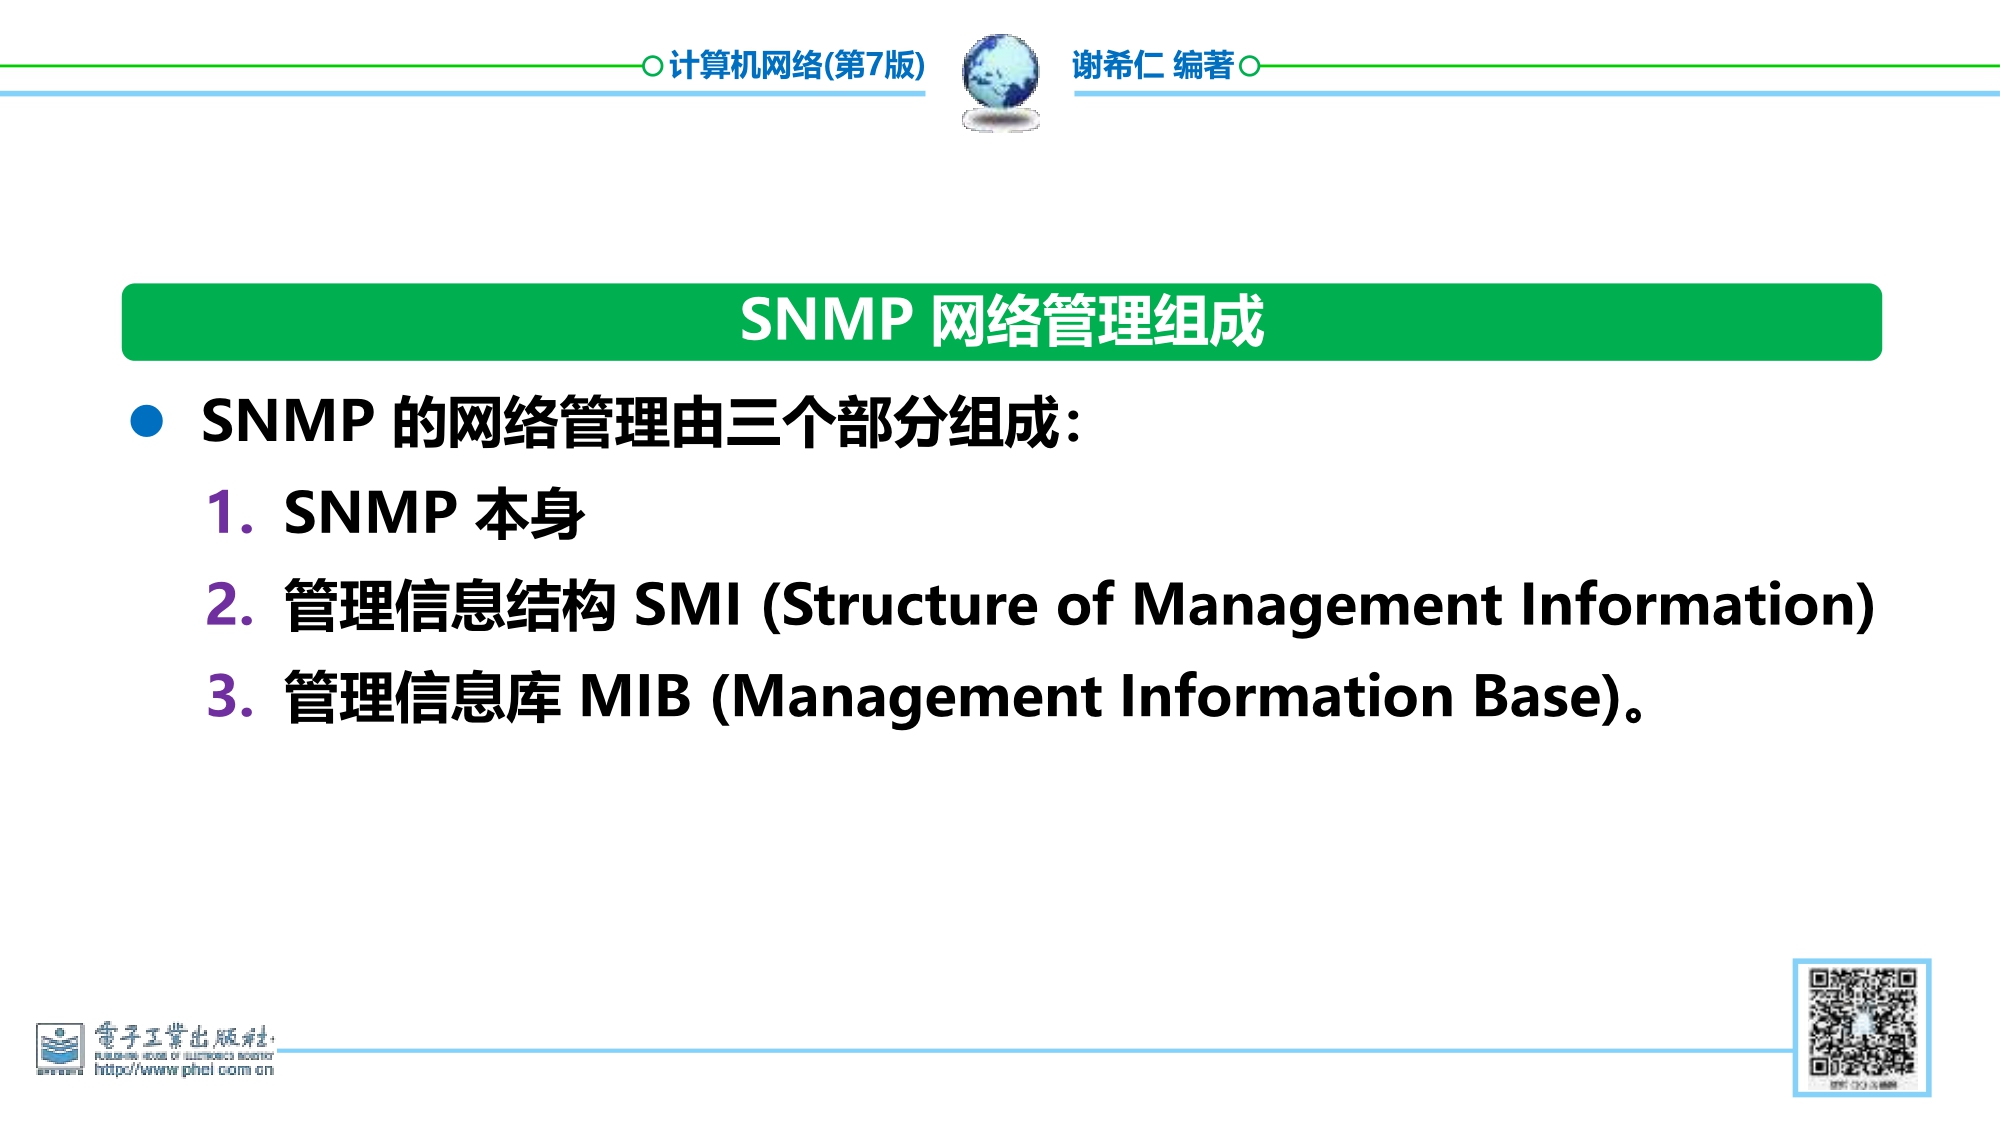 计算机网络(第7版)
谢希仁 编著
SNMP 网络管理组成
● SNMP 的网络管理由三个部分组成：
1. SNMP 本身
2. 管理信息结构 SMI (Structure of Management Information)
3. 管理信息库 MIB (Management Information Base)。
電子工業出版社
PUBLISHING HOUSE OF ELECTRONICS INDUSTRY
http://www.phei.com.cn